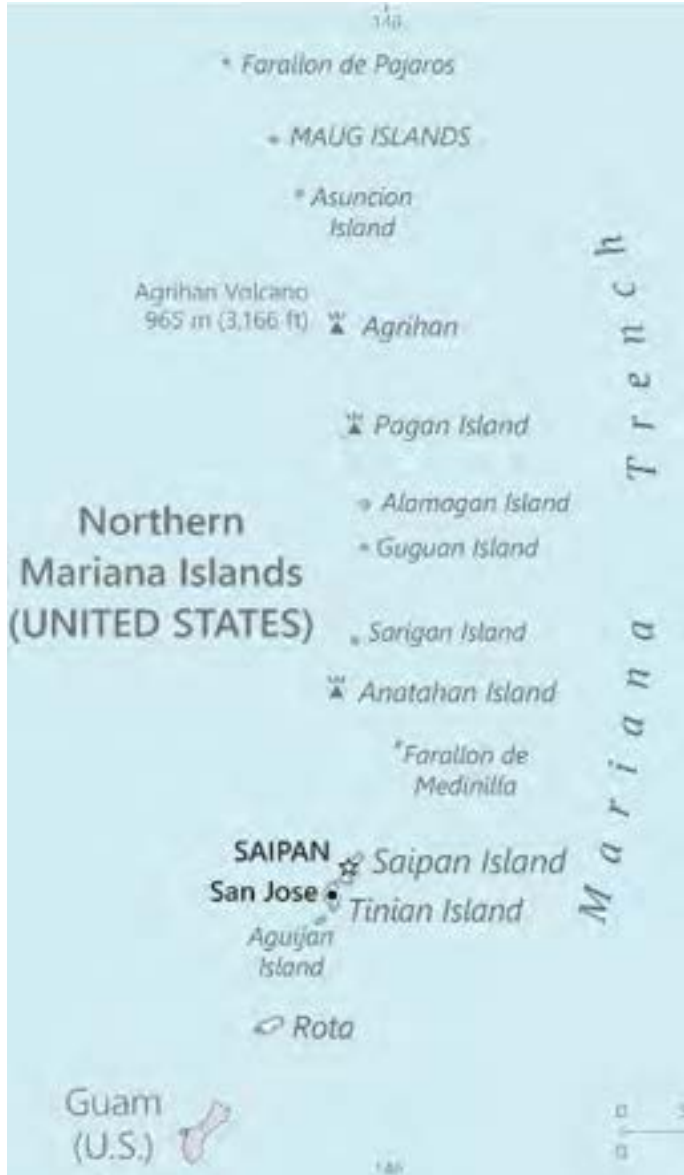 Farallon de Pajaros
MAUG ISLANDS
Asuncion
Island
Agrihan Volcano
965 m (3,166 ft)
Agrihan
Pagan Island
Alamagan Island
Guguan Island
Northern
Mariana Islands
(UNITED STATES)
Sarigan Island
Anatahan Island
Farallon de
Medinilla
Mariana Trench
SAIPAN
Saipan Island
San Jose
Tinian Island
Aguijan
Island
Rota
Guam
(U.S.)
0
0